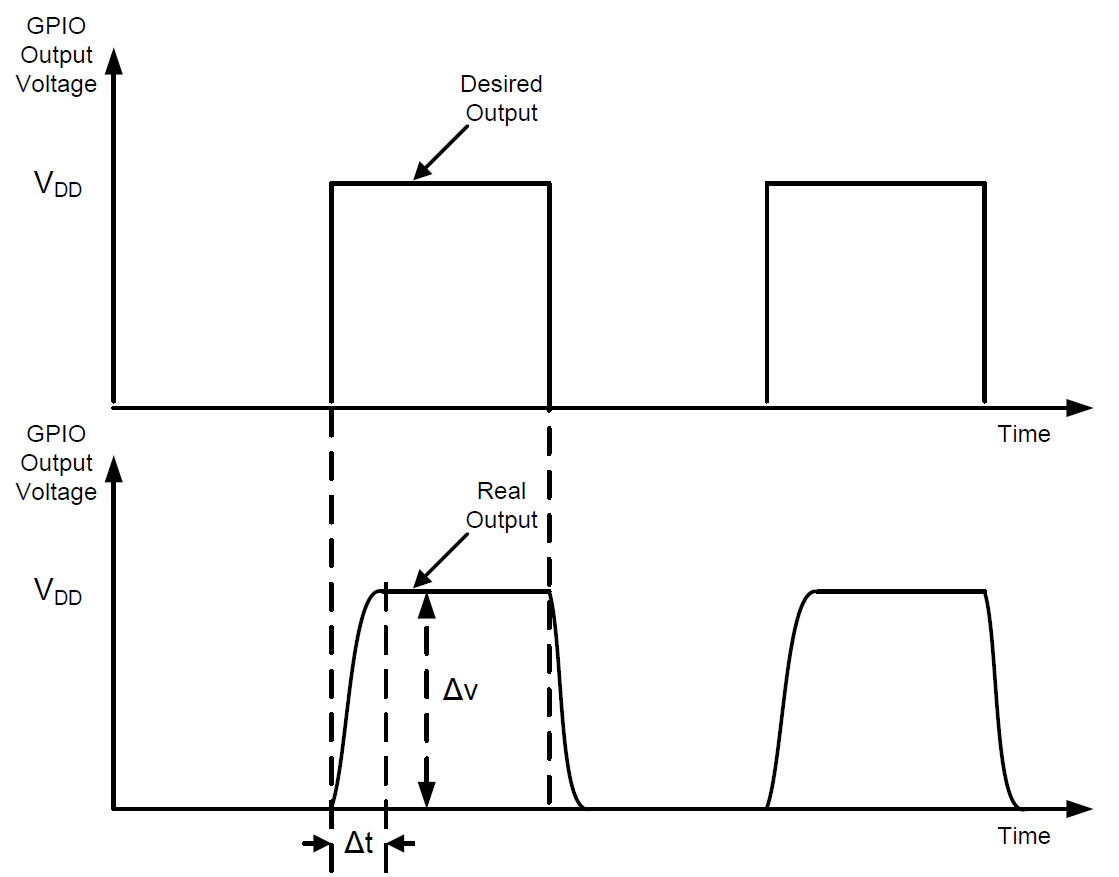 GPIO
Output
Voltage
Desired
Output
VDD
Time
GPIO
Output
Voltage
Real
Output
VDD
Δv
Time
Δt